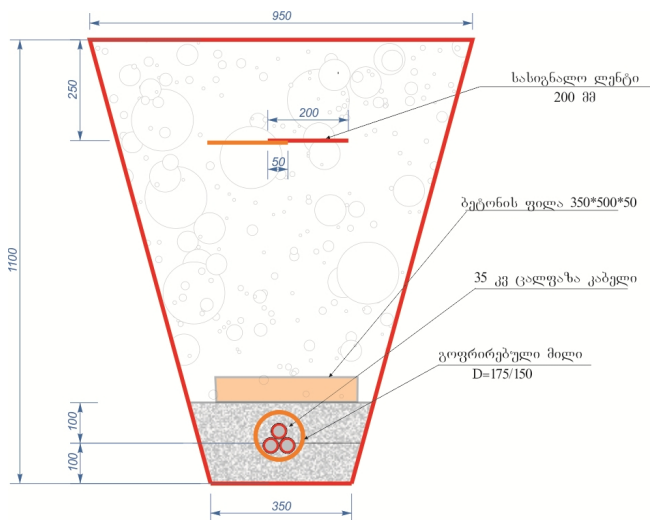 950
250
1100
200
50
სასიგნალო ლენტი
200 მმ
ბეტონის ფილა 350*500*50
35 კვ ცალფაზა კაბელი
გოფრირებული მილი
D=175/150
100
100
350